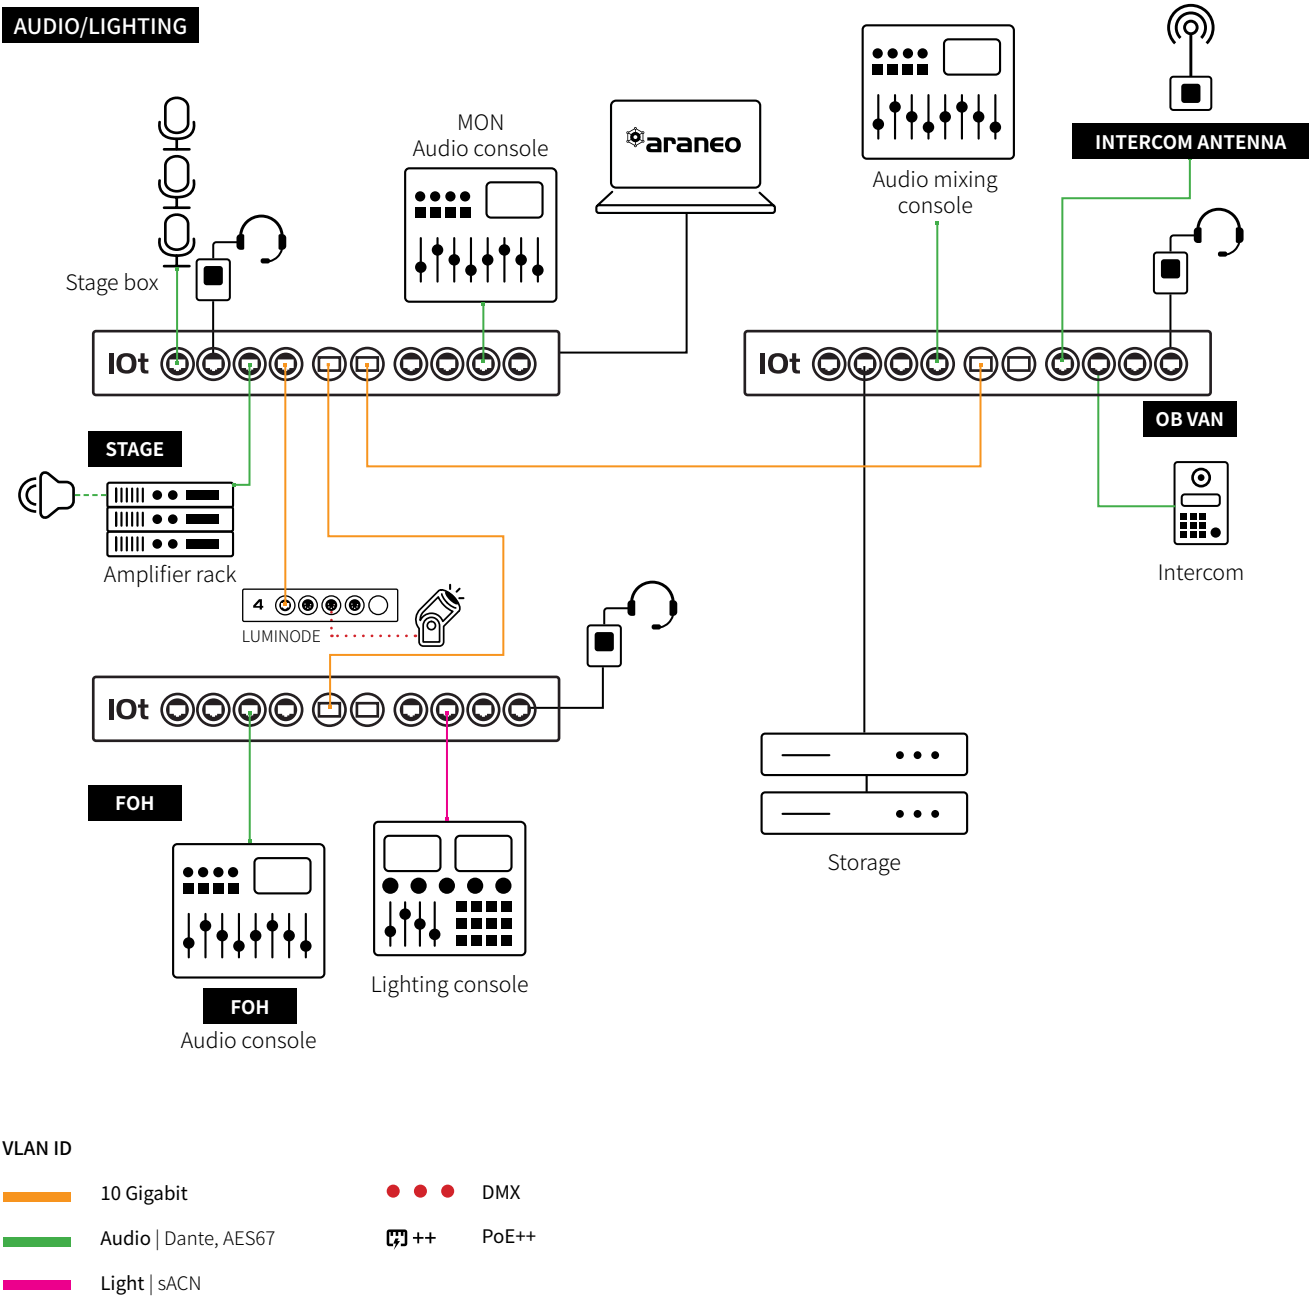 AUDIO/LIGHTING
MON
Audio console
araneo
Audio mixing
console
INTERCOM ANTENNA
Stage box
IOt
IOt
OB VAN
STAGE
Amplifier rack
Intercom
4
LUMINODE
IOt
FOH
Storage
Lighting console
FOH
Audio console
VLAN ID
10 Gigabit
DMX
Audio | Dante, AES67
++ PoE++
Light | sACN